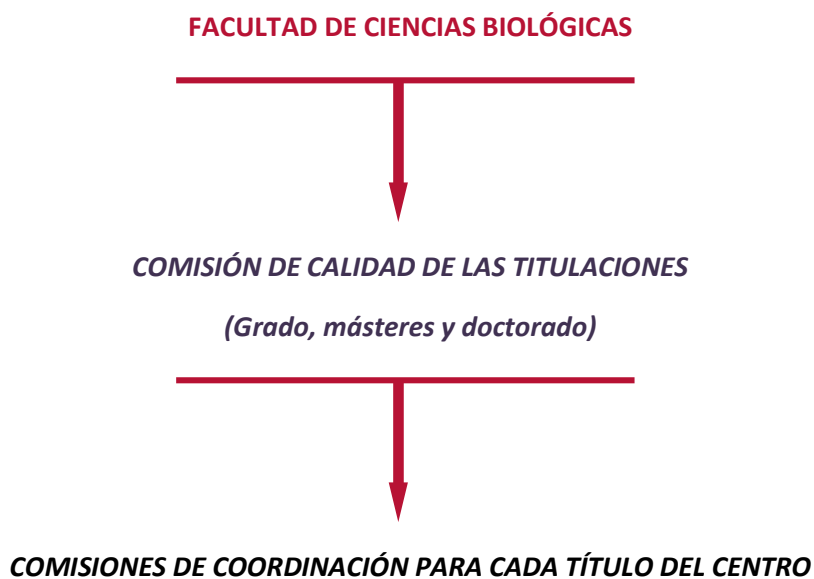 FACULTAD DE CIENCIAS BIOLÓGICAS
COMISIÓN DE CALIDAD DE LAS TITULACIONES
(Grado, másteres y doctorado)
COMISIONES DE COORDINACIÓN PARA CADA TÍTULO DEL CENTRO